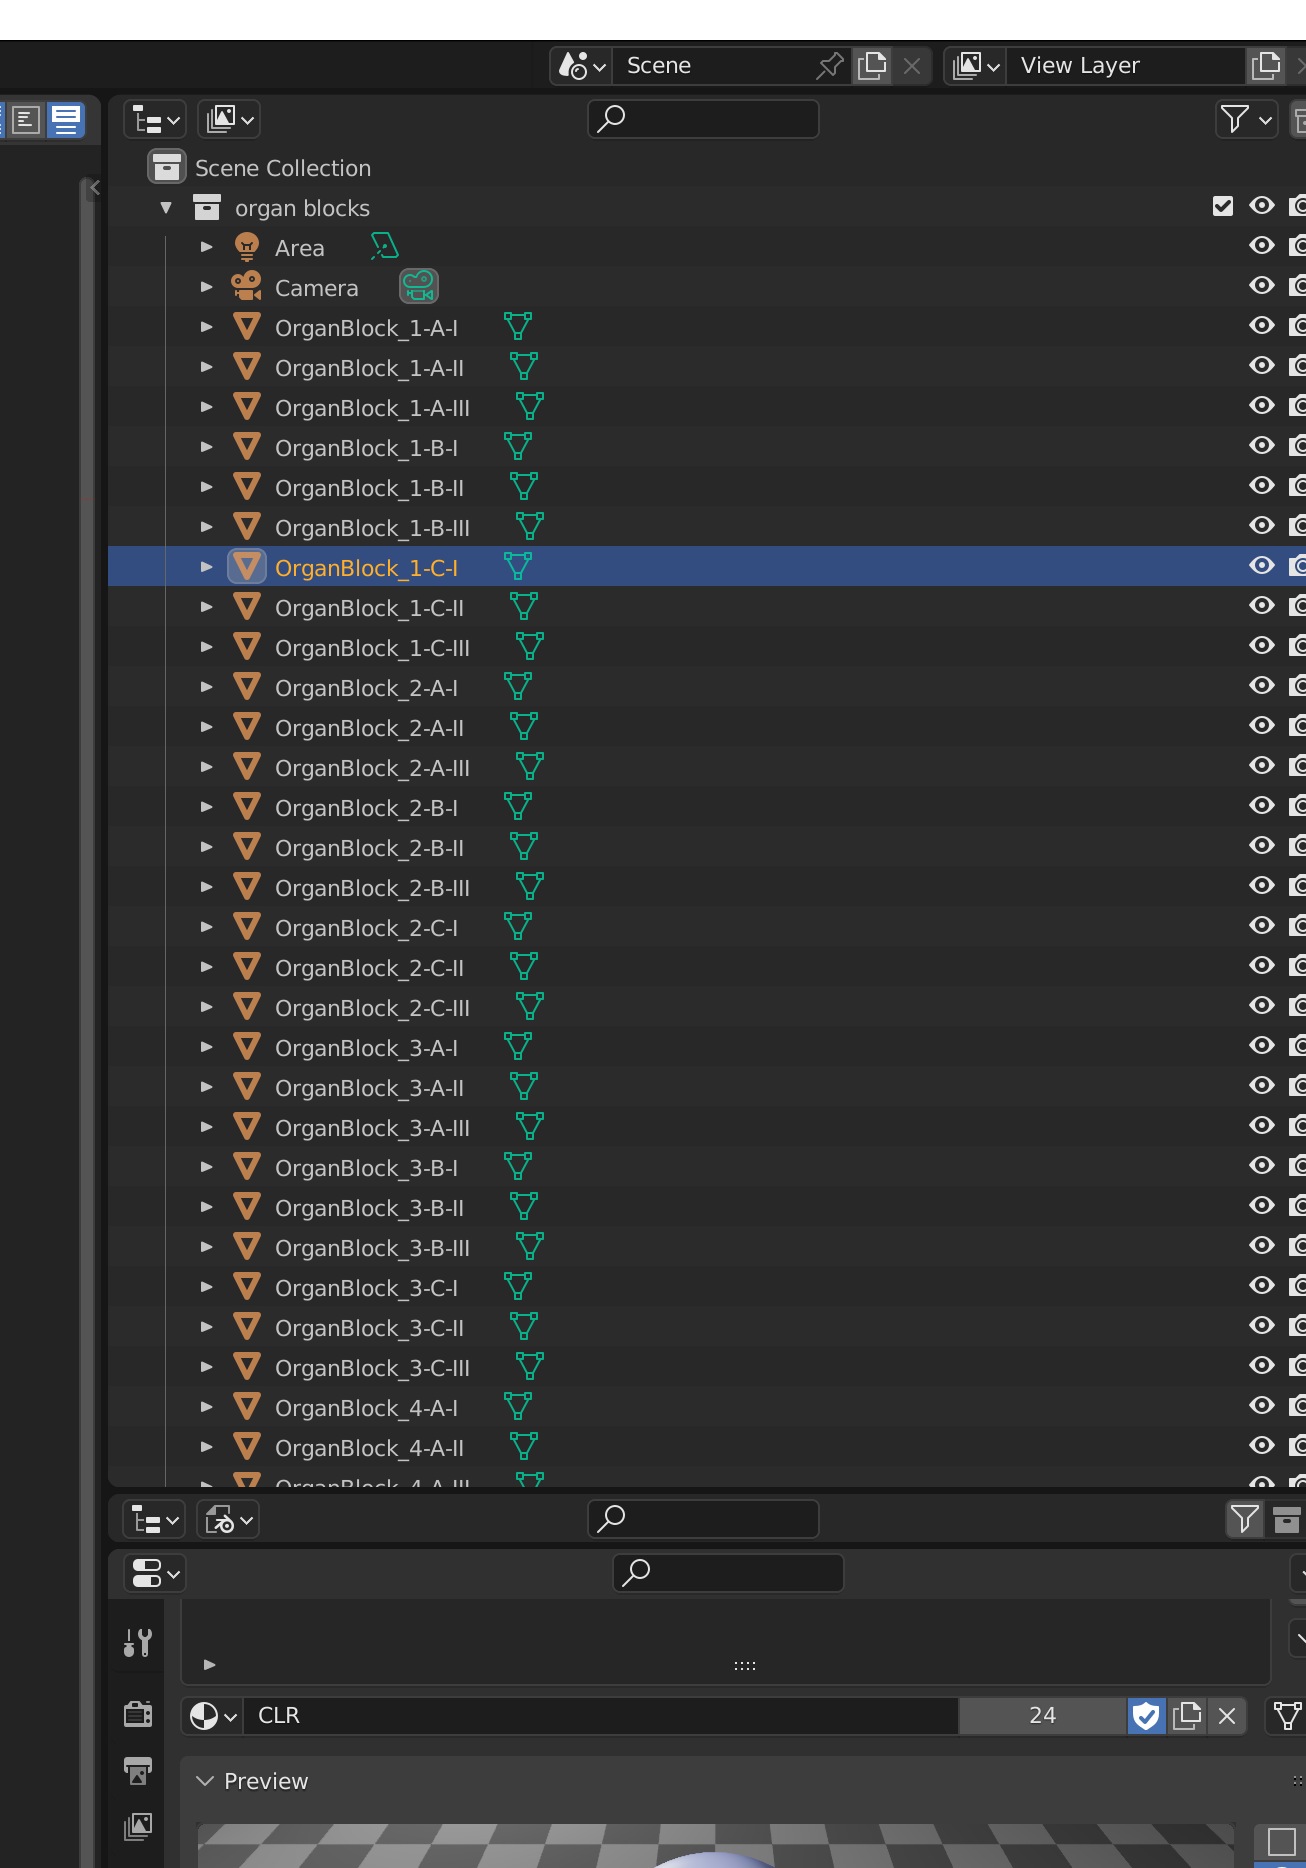 Scene View Layer
Scene Collection
organ blocks
Area
Camera
OrganBlock_1-A-I
OrganBlock_1-A-II
OrganBlock_1-A-III
OrganBlock_1-B-I
OrganBlock_1-B-II
OrganBlock_1-B-III
OrganBlock_1-C-I
OrganBlock_1-C-II
OrganBlock_1-C-III
OrganBlock_2-A-I
OrganBlock_2-A-II
OrganBlock_2-A-III
OrganBlock_2-B-I
OrganBlock_2-B-II
OrganBlock_2-B-III
OrganBlock_2-C-I
OrganBlock_2-C-II
OrganBlock_2-C-III
OrganBlock_3-A-I
OrganBlock_3-A-II
OrganBlock_3-A-III
OrganBlock_3-B-I
OrganBlock_3-B-II
OrganBlock_3-B-III
OrganBlock_3-C-I
OrganBlock_3-C-II
OrganBlock_3-C-III
OrganBlock_4-A-I
OrganBlock_4-A-II
OrganBlock_4-A-III
CLR 24
Preview